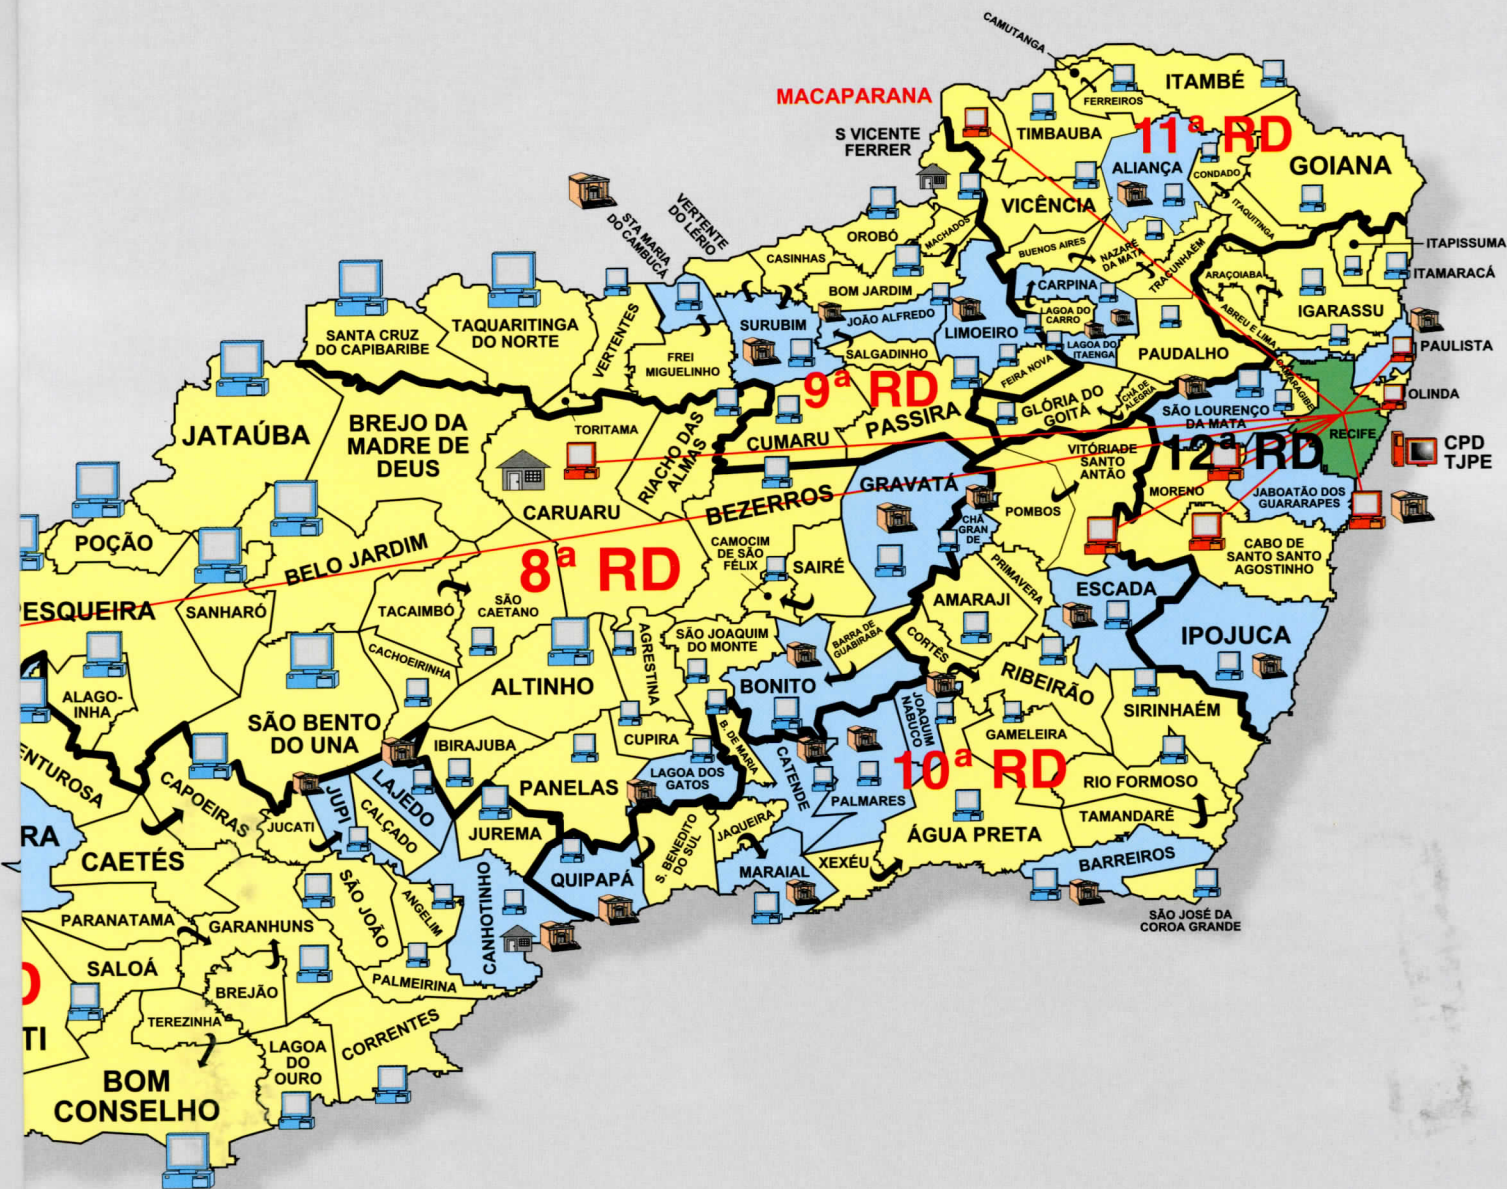 CAMUTANGA
ITAMBÉ
MACAPARANA
FERREIROS
S VICENTE
FERRER
TIMBAUBA
11ª RD
ALIANÇA
CONDADO
GOIANA
VICÊNCIA
ITAQUITINGA
STA MARIA
DO CAMBUCÁ
VERTENTE
DO LÉRIO
OROBÓ
MACHADOS
BUENOS AIRES
NAZARÉ
DA MATA
TRACUNHAÉM
ITAPISSUMA
ITAMARACÁ
CASINHAS
BOM JARDIM
CARPINA
ARAÇOIABA
IGARASSU
SANTA CRUZ
DO CAPIBARIBE
TAQUARITINGA
DO NORTE
VERTENTES
SURUBIM
JOÃO ALFREDO
LIMOEIRO
LAGOA DO
CARRO
LAGOA DO
ITAENGA
ABREU E LIMA
PAULISTA
FREI
MIGUELINHO
SALGADINHO
FEIRA NOVA
PAUDALHO
CAMARAGIBE
9ª RD
OLINDA
JATAÚBA
BREJO DA
MADRE DE
DEUS
TORITAMA
RIACHO DAS
ALMAS
CUMARU
PASSIRA
GLÓRIA DO
GOITÁ
CHÃ DE
ALEGRIA
SÃO LOURENÇO
DA MATA
RECIFE
12ª RD
CPD
TJPE
VITÓRIADE
SANTO
ANTÃO
CARUARU
BEZERROS
GRAVATÁ
POMBOS
MORENO
JABOATÃO DOS
GUARARAPES
POÇÃO
BELO JARDIM
CHÃ
GRAN
DE
CAMOCIM
DE SÃO
FÉLIX
SAIRÉ
CABO DE
SANTO SANTO
AGOSTINHO
8ª RD
PRIMAVERA
ESCADA
PESQUEIRA
SANHARÓ
TACAIMBÓ
SÃO
CAETANO
AMARAJI
IPOJUCA
CACHOEIRINHA
AGRESTINA
SÃO JOAQUIM
DO MONTE
BARRA DE
GUABIRABA
CORTÊS
RIBEIRÃO
ALAGO-
INHA
SÃO BENTO
DO UNA
ALTINHO
BONITO
JOAQUIM
NABUCO
SIRINHAÉM
IBIRAJUBA
CUPIRA
B. DE MARIA
GAMELEIRA
ENTUROSA
CAPOEIRAS
LAJEDO
PANELAS
LAGOA DOS
GATOS
CATENDE
10ª RD
PALMARES
RIO FORMOSO
RA
JUCATI
JUPI
CALÇADO
JUREMA
S. BENEDITO
DO SUL
JAQUEIRA
ÁGUA PRETA
TAMANDARÉ
CAETÉS
SÃO JOÃO
ANGELIM
CANHOTINHO
QUIPAPÁ
MARAIAL
XEXÉU
BARREIROS
PARANATAMA
GARANHUNS
SÃO JOSÉ DA
COROA GRANDE
SALOÁ
PALMEIRINA
D
BREJÃO
TEREZINHA
TI
LAGOA
DO
OURO
CORRENTES
BOM
CONSELHO